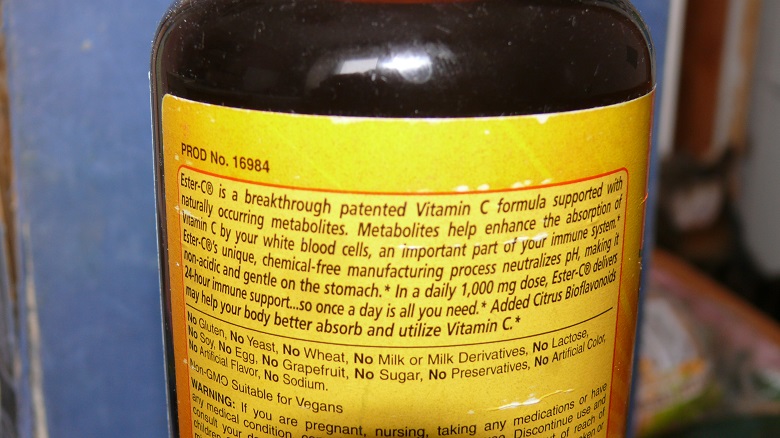 PROD No. 16984
Ester-C® is a breakthrough patented Vitamin C formula supported with
naturally occurring metabolites. Metabolites help enhance the absorption of
Vitamin C by your white blood cells, an important part of your immune system.*
Ester-C®'s unique, chemical-free manufacturing process neutralizes pH, making it
non-acidic and gentle on the stomach.* In a daily 1,000 mg dose, Ester-C® delivers
24-hour immune support...so once a day is all you need.* Added Citrus Bioflavonoids
may help your body better absorb and utilize Vitamin C.*
No Gluten, No Yeast, No Wheat, No Milk or Milk Derivatives, No Lactose,
No Soy, No Egg, No Grapefruit, No Sugar, No Preservatives, No Artificial Color,
No Artificial Flavor, No Sodium.
Non-GMO Suitable for Vegans
WARNING: If you are pregnant, nursing, taking any medications or have
any medical condition, Discontinue use and
consult your of reach of